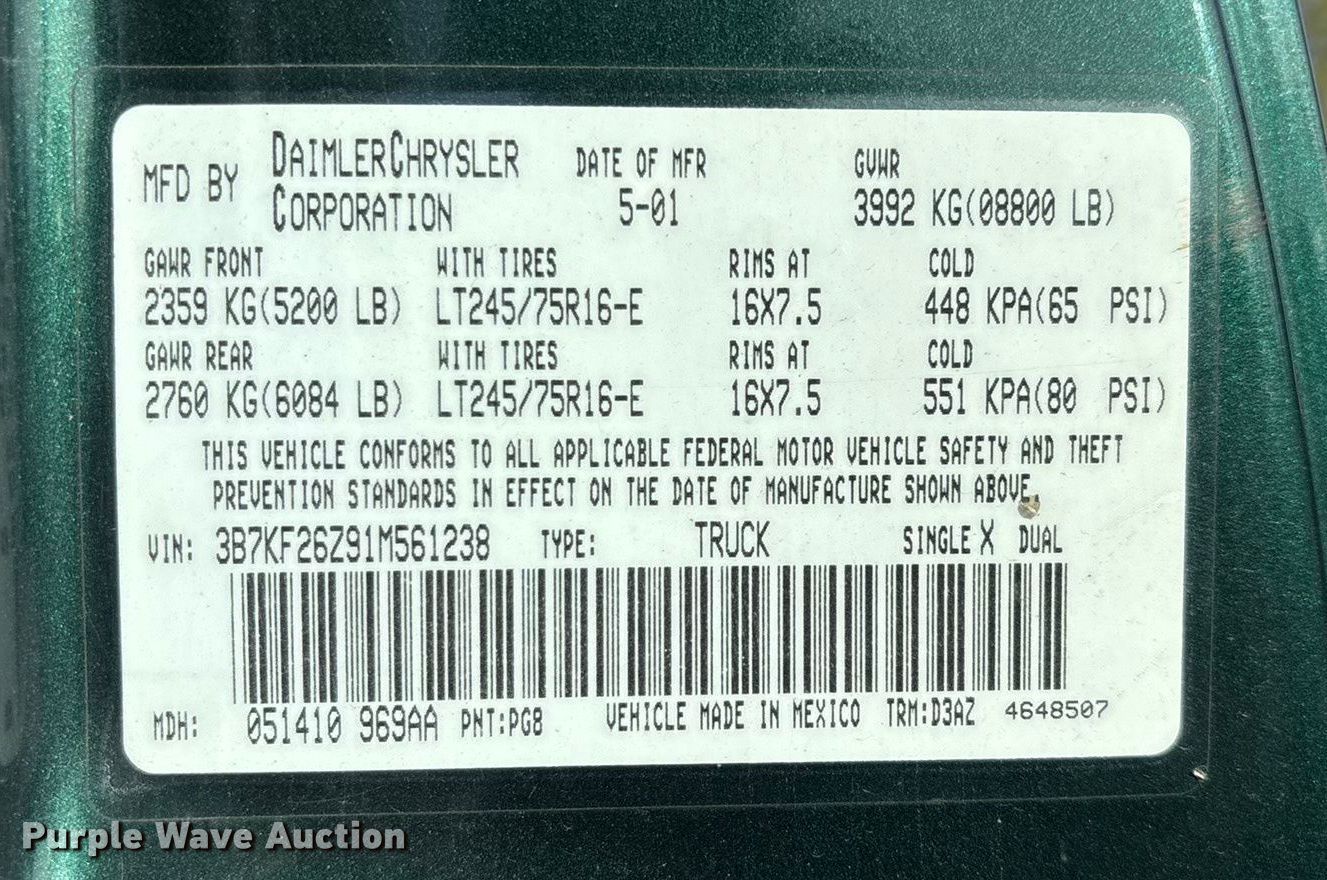 MFD BY DAIMLERCHRYSLER CORPORATION DATE OF MFR 5-01 GVWR 3992 KG(08800 LB)
GAWR FRONT WITH TIRES RIMS AT COLD
2359 KG(5200 LB) LT245/75R16-E 16X7.5 448 KPA(65 PSI)
GAWR REAR WITH TIRES RIMS AT COLD
2760 KG(6084 LB) LT245/75R16-E 16X7.5 551 KPA(80 PSI)
THIS VEHICLE CONFORMS TO ALL APPLICABLE FEDERAL MOTOR VEHICLE SAFETY AND THEFT
PREVENTION STANDARDS IN EFFECT ON THE DATE OF MANUFACTURE SHOWN ABOVE.
VIN: 3B7KF26Z91M561238 TYPE: TRUCK SINGLE X DUAL
MDH: 051410 969AA PNT:PG8 VEHICLE MADE IN MEXICO TRM:D3AZ 4648507
Purple Wave Auction